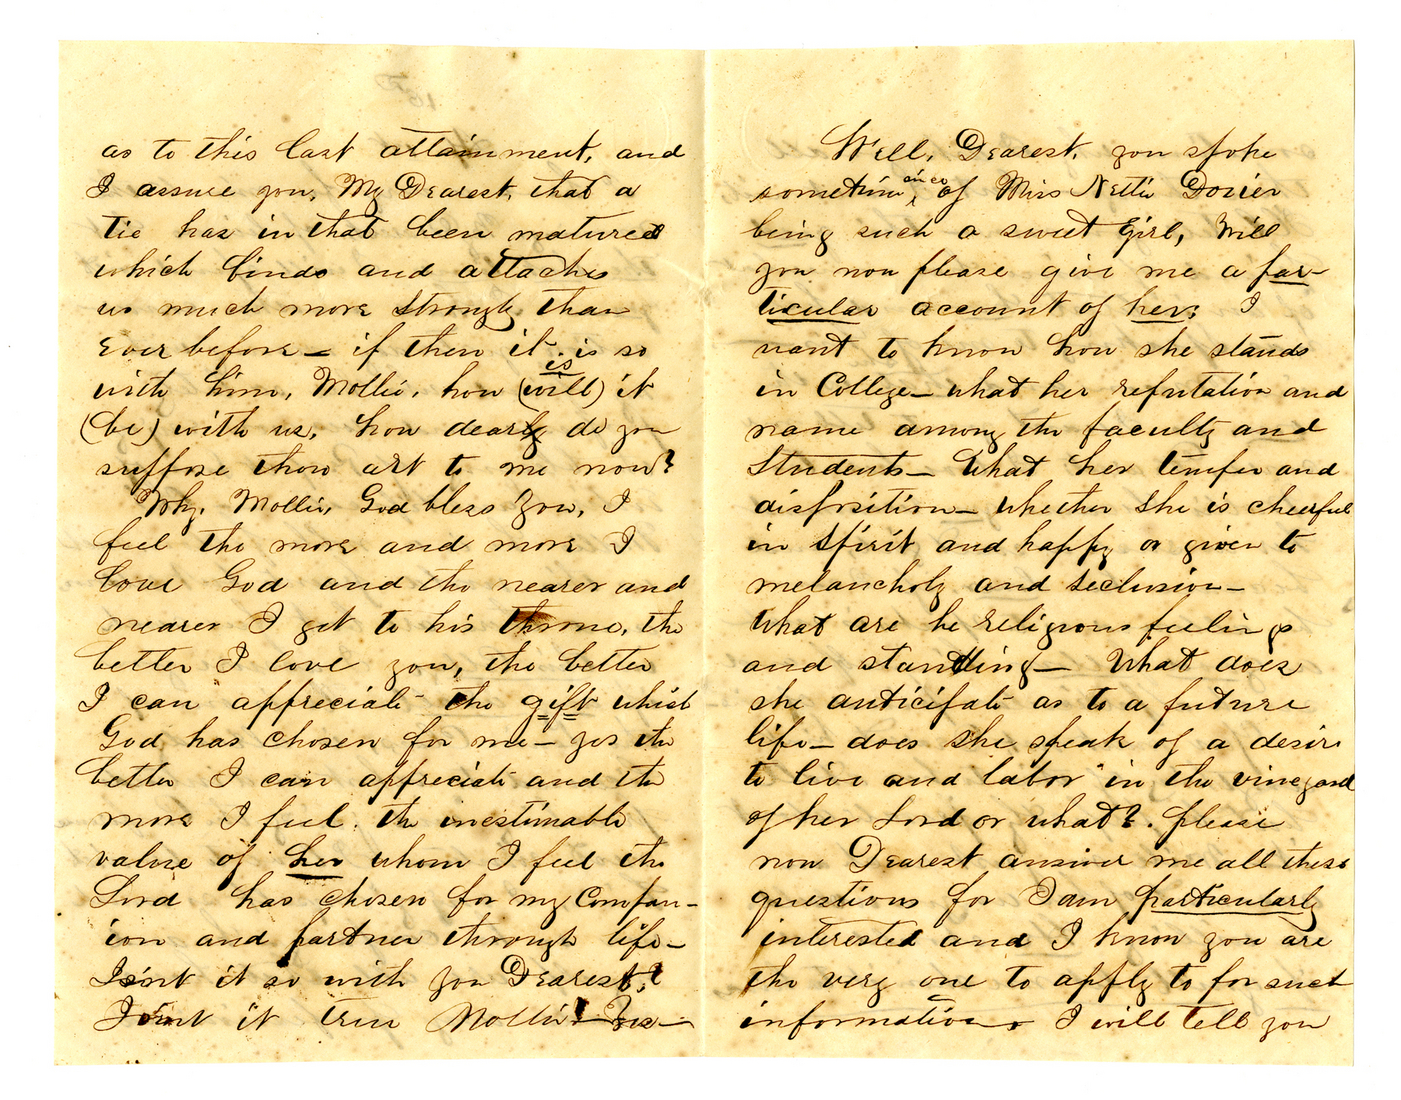 as to this last attainment, and
I assure you, My Dearest, that a
tie has in that been matured
which binds and attaches
us much more strongly than
ever before — if then it is so
with him, Mollie, how (will) is it
(be) with us, how dearly do you
suppose thou art to me now?
Why, Mollie, God bless you, I
feel the more and more I
love God and the nearer and
nearer I get to his throne, the
better I love you, the better
I can appreciate the gift which
God has chosen for me — yes the
better I can appreciate and the
more I feel the inestimable
value of her whom I feel the
Lord has chosen for my Compan-
ion and partner through life —
Isint it so with you Dearest,?
Isint it true Mollie? Yes —
Well, Dearest, you spoke
sometime since of Miss Nettie Dozier
being such a sweet girl, Will
you now please give me a par-
ticular account of her; I
want to know how she stands
in College — what her reputation and
name among the faculty and
Students — What her temper and
disposition — whether she is cheerful
in spirit and happy or given to
melancholy and seclusion —
What are he religious feelings
and standing — What does
she anticipate as to a future
life — does she speak of a desire
to live and labor in the vineyard
of her Lord or what?. please
now Dearest answer me all these
questions for I am particularly
interested and I know you are
the very one to apply to for such
information. I will tell you